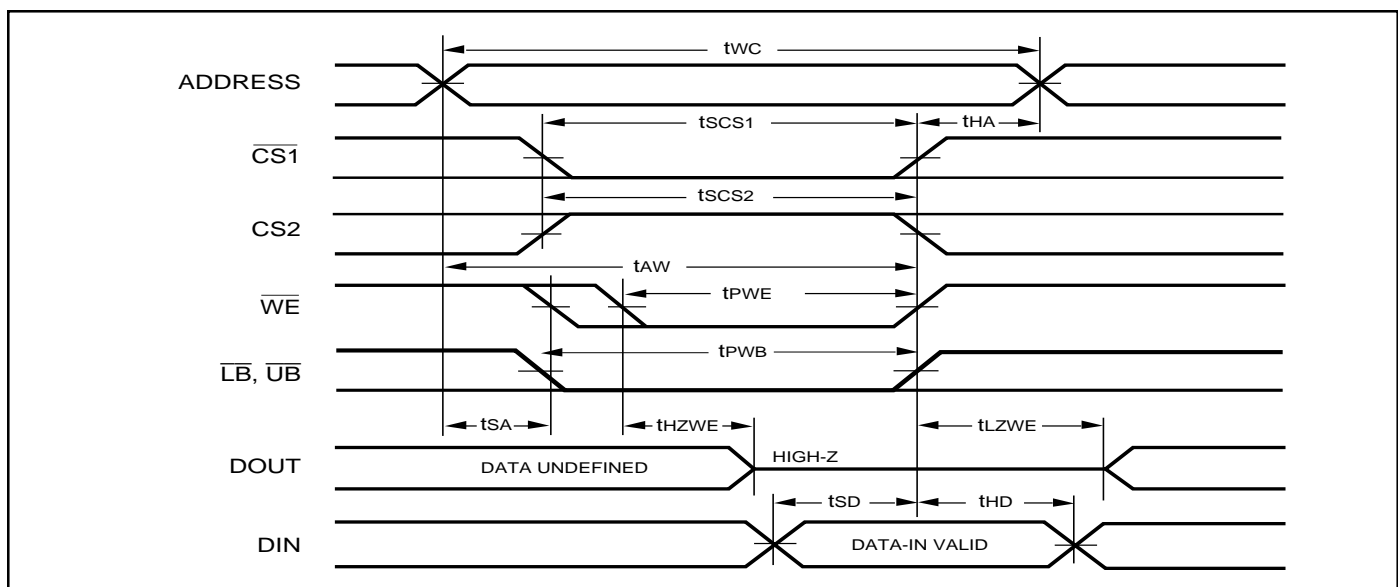 tWC
ADDRESS
tSCS1
tHA
CS1
tSCS2
CS2
tAW
WE
tPWE
LB, UB
tPWB
tSA
tHZWE
tLZWE
DOUT
DATA UNDEFINED
HIGH-Z
tSD
tHD
DIN
DATA-IN VALID